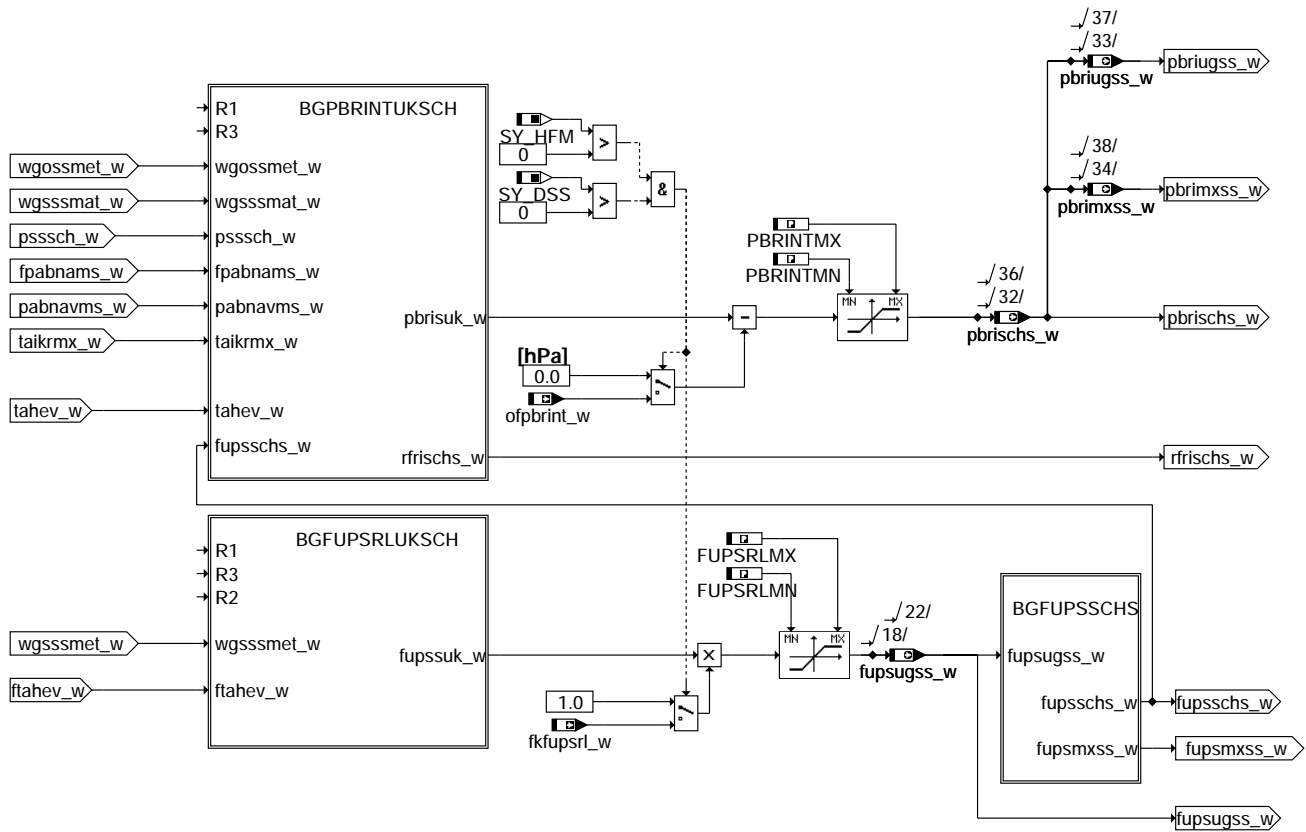 37/
33/
pbriugss_w
pbriugss_w
BGPBRINTUKSCH
R1
R3
SY_HFM
0
>
38/
34/
pbrimxss_w
pbrimxss_w
wgossmet_w
wgossmet_w
SY_DSS
0
>
&
wgsssmat_w
wgsssmat_w
psssch_w
psssch_w
PBRINTMX
PBRINTMN
fpabnams_w
fpabnams_w
36/
32/
MN
MX
pabnavms_w
pabnavms_w
pbrisuk_w
-
pbrischs_w
pbrischs_w
taikrmx_w
taikrmx_w
[hPa]
0.0
ofpbrint_w
tahev_w
tahev_w
fupsschs_w
rfrischs_w
rfrischs_w
BGFUPSRLUKSCH
R1
R3
R2
FUPSRLMX
FUPSRLMN
BGFUPSSCHS
22/
18/
MN
MX
wgsssmet_w
wgsssmet_w
fupssuk_w
X
fupsugss_w
fupsugss_w
ftahev_w
ftahev_w
1.0
fkfupsrl_w
fupsschs_w
fupsschs_w
fupsmxss_w
fupsmxss_w
fupsugss_w